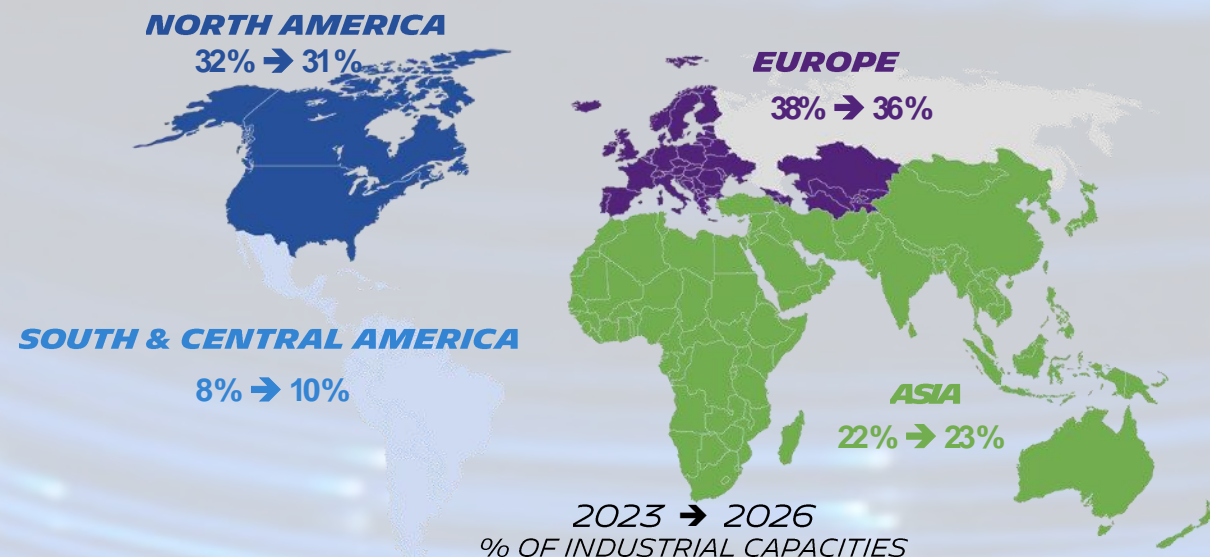 NORTH AMERICA
32% ➔ 31%
EUROPE
38% ➔ 36%
SOUTH & CENTRAL AMERICA
8% ➔ 10%
ASIA
22% ➔ 23%
2023 ➔ 2026
% OF INDUSTRIAL CAPACITIES